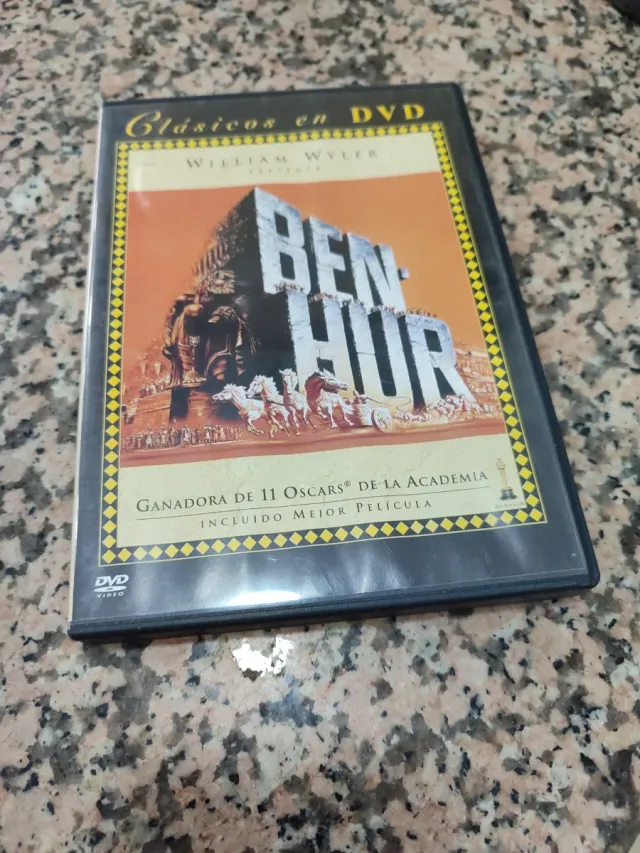 Clásicos en DVD
WILLIAM WYLER
PRESENTA
BEN-
HUR
GANADORA DE 11 OSCARS® DE LA ACADEMIA
INCLUIDO MEJOR PELÍCULA
DVD
VIDEO